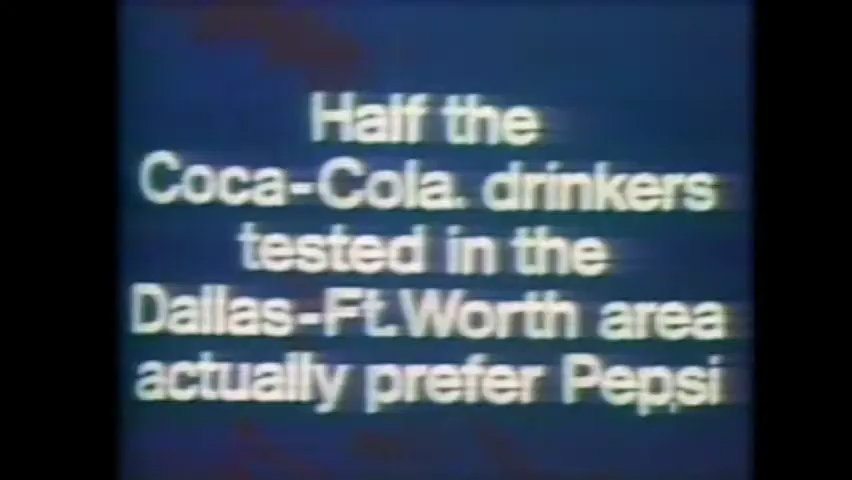 Half the
Coca-Cola. drinkers
tested in the
Dallas-Ft.Worth area
actually prefer Pepsi